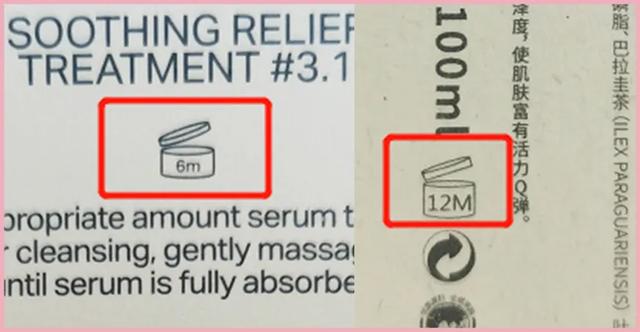 SOOTHING RELIEF
TREATMENT #3.1
6m
propriate amount serum t
cleansing, gently massa
until serum is fully absorbe
100ml
12M
泽度，使肌肤富有活力Q弹。
脂、巴拉圭茶 (ILEX PARAGUARIENSIS)